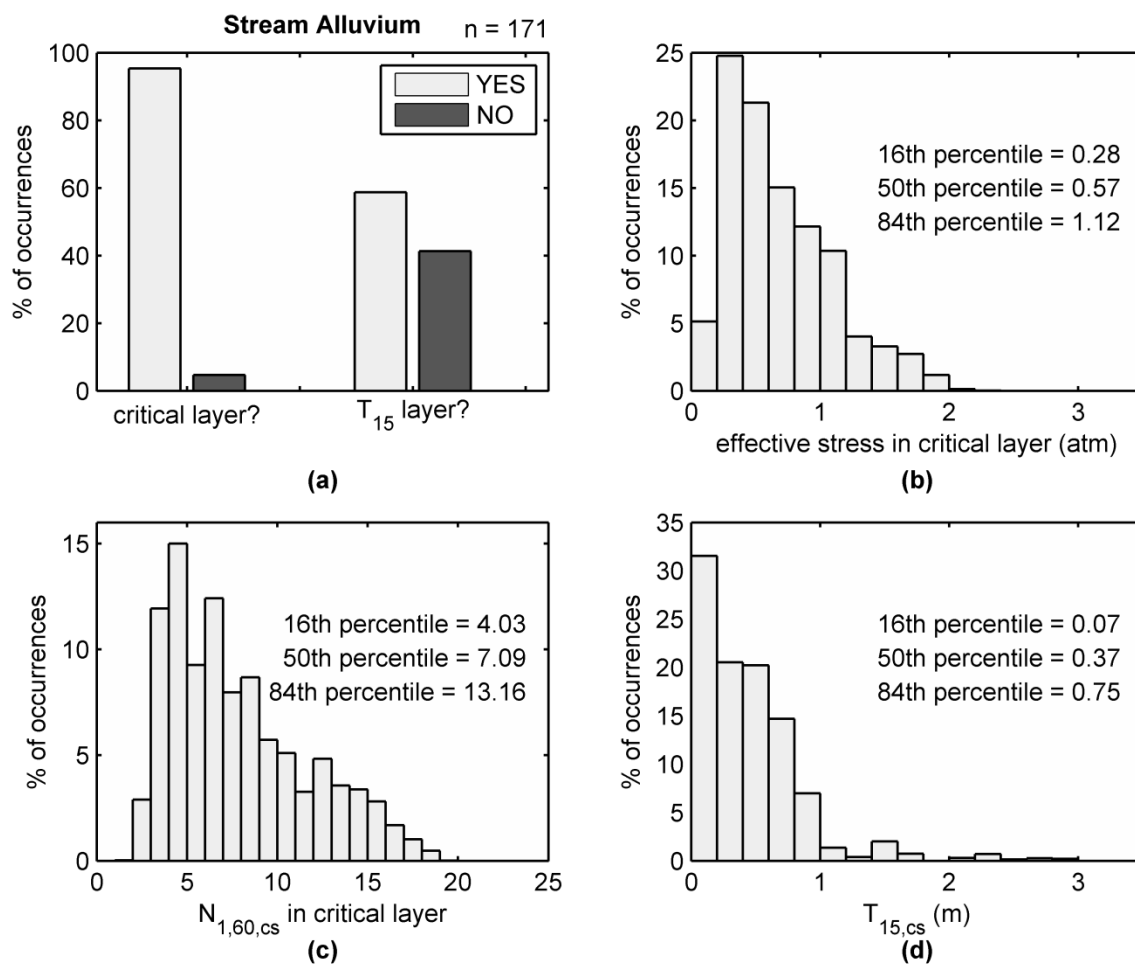 Stream Alluvium n = 171
100
80
60
40
20
0
% of occurrences
YES
NO
critical layer? T15 layer?
(a)
25
20
15
10
5
0
% of occurrences
16th percentile = 0.28
50th percentile = 0.57
84th percentile = 1.12
0 1 2 3
effective stress in critical layer (atm)
(b)
15
10
5
0
% of occurrences
16th percentile = 4.03
50th percentile = 7.09
84th percentile = 13.16
0 5 10 15 20 25
N1,60,cs in critical layer
(c)
35
30
25
20
15
10
5
0
% of occurrences
16th percentile = 0.07
50th percentile = 0.37
84th percentile = 0.75
0 1 2 3
T15,cs (m)
(d)